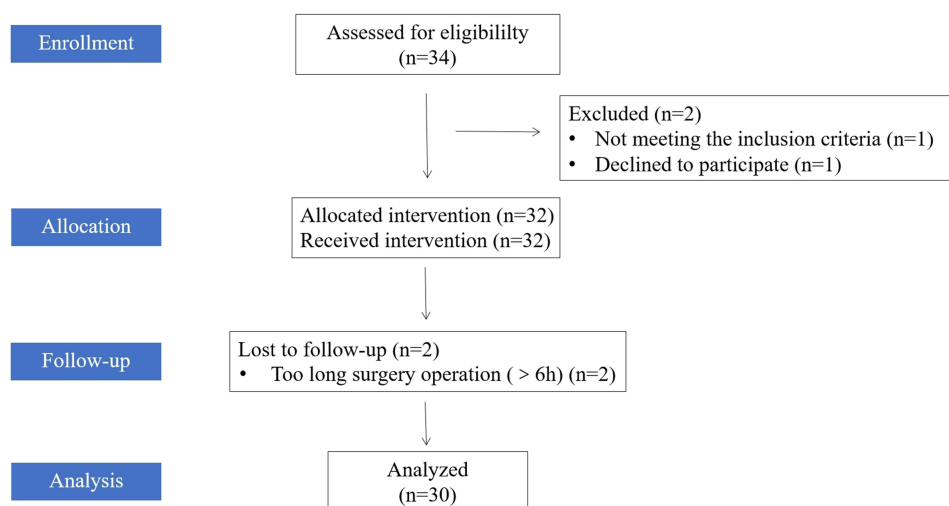 Enrollment
Assessed for eligibililty
(n=34)
Excluded (n=2)
• Not meeting the inclusion criteria (n=1)
• Declined to participate (n=1)
Allocation
Allocated intervention (n=32)
Received intervention (n=32)
Follow-up
Lost to follow-up (n=2)
• Too long surgery operation ( > 6h) (n=2)
Analysis
Analyzed
(n=30)